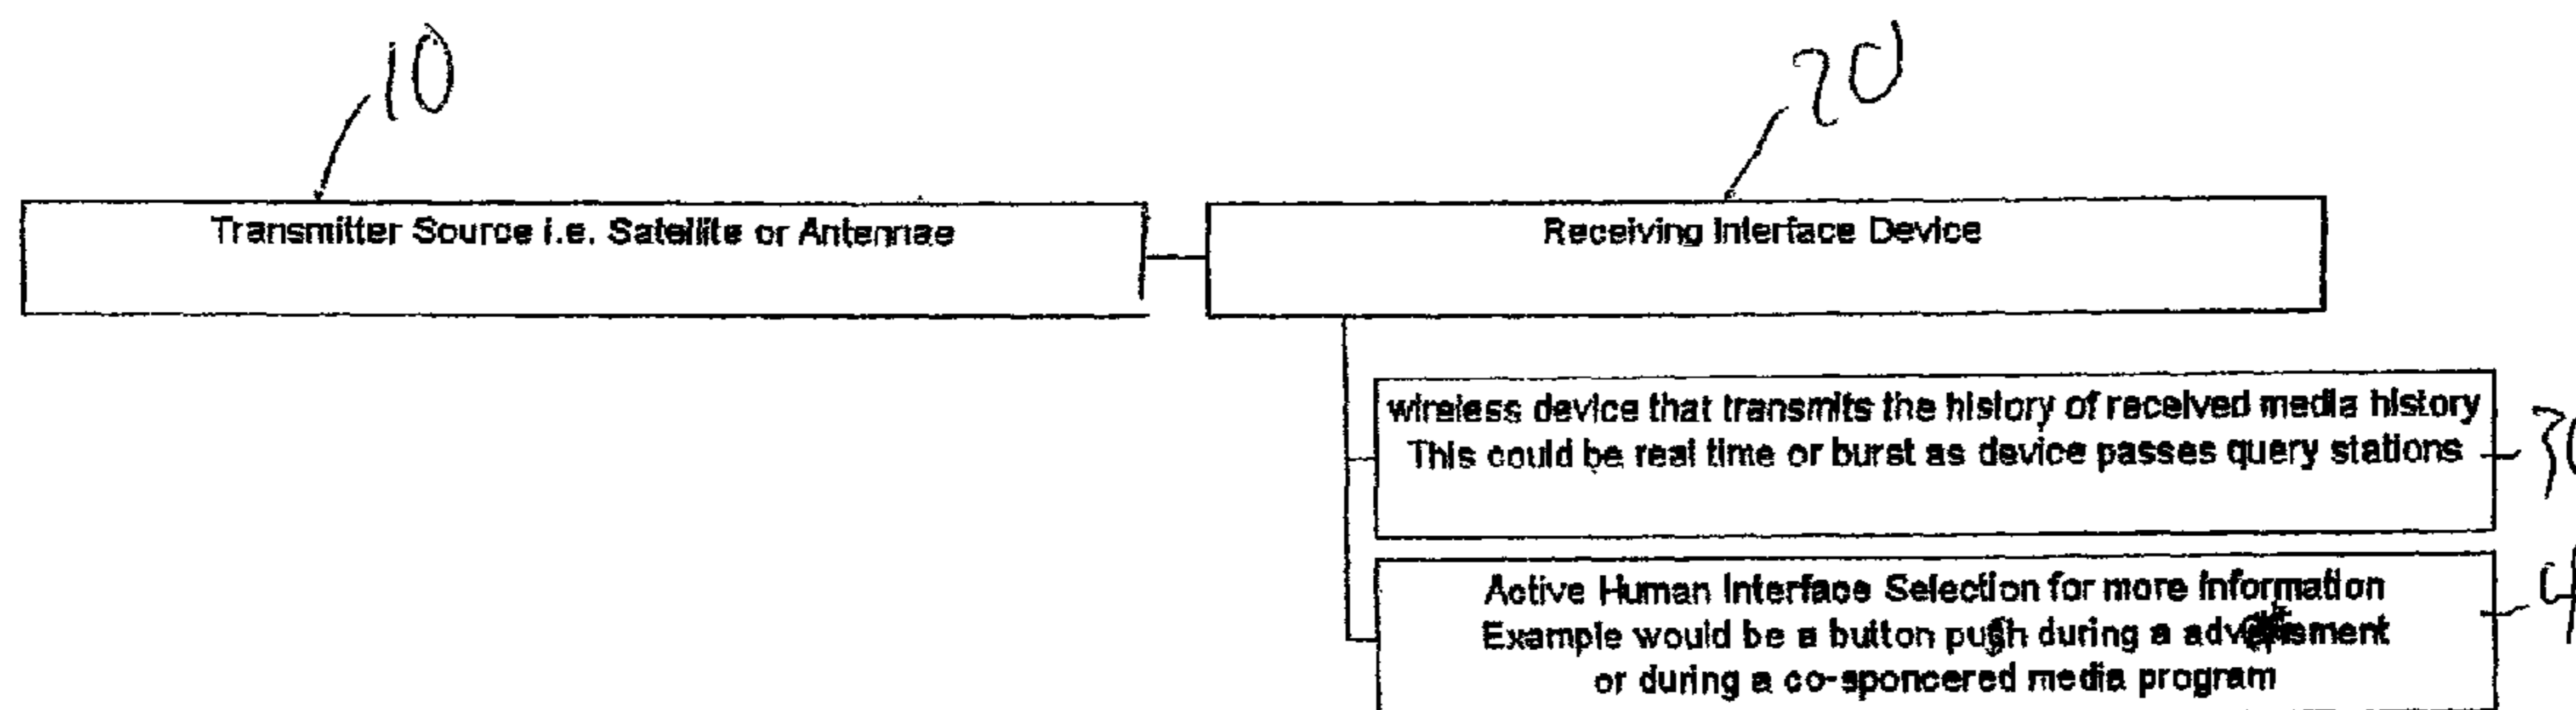 10
20
Transmitter Source i.e. Satellite or Antennae
Receiving Interface Device
wireless device that transmits the history of received media history
This could be real time or burst as device passes query stations
30
Active Human Interface Selection for more information
Example would be a button push during a
or during a co-sponcered media program